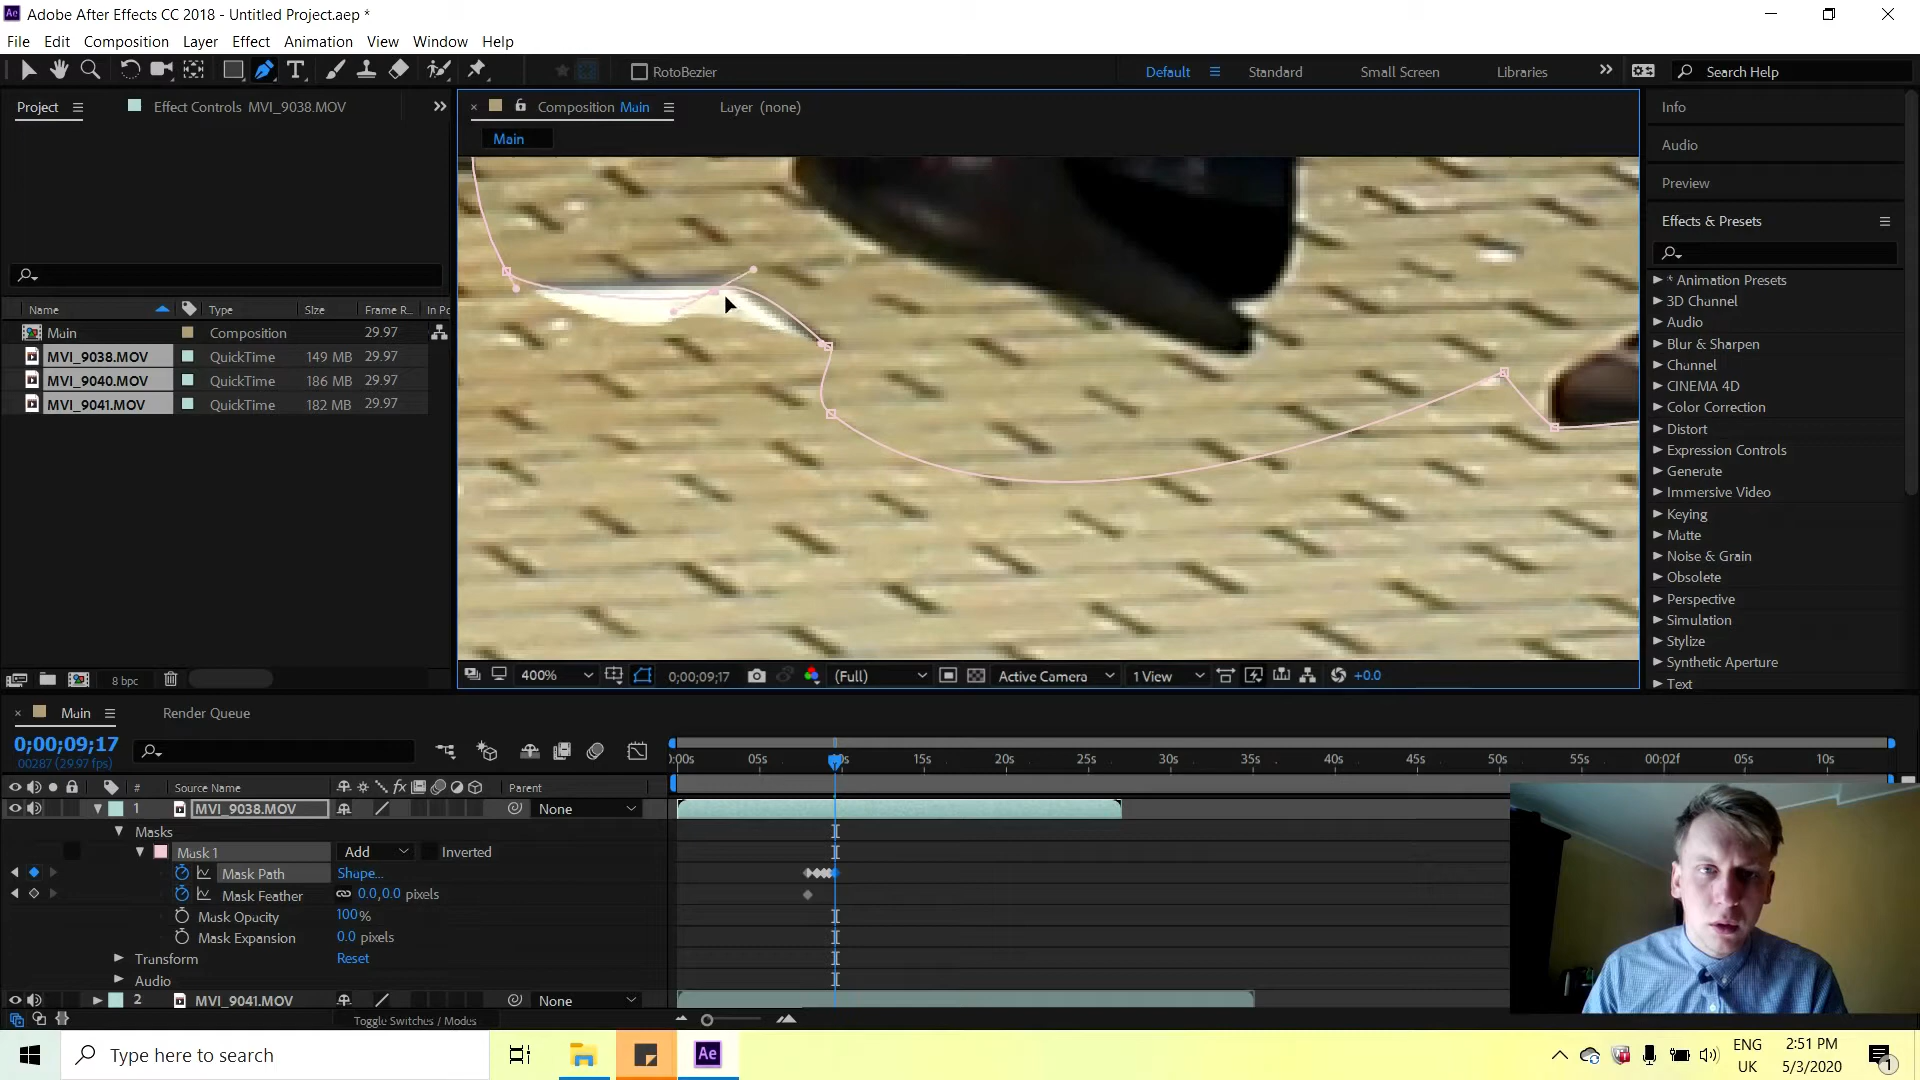 Adobe After Effects CC 2018 - Untitled Project.aep *
File Edit Composition Layer Effect Animation View Window Help
RotoBezier
Default Standard Small Screen Libraries Search Help
Project Effect Controls MVI_9038.MOV
Composition Main Layer (none)
Main
Info
Audio
Preview
Effects & Presets
* Animation Presets
3D Channel
Audio
Blur & Sharpen
Channel
CINEMA 4D
Color Correction
Distort
Expression Controls
Generate
Immersive Video
Keying
Matte
Noise & Grain
Obsolete
Perspective
Simulation
Stylize
Synthetic Aperture
Text
Name Type Size Frame R.. In Po
Main Composition 29.97
MVI_9038.MOV QuickTime 149 MB 29.97
MVI_9040.MOV QuickTime 186 MB 29.97
MVI_9041.MOV QuickTime 182 MB 29.97
8 bpc
400% 0;00;09;17 (Full) Active Camera 1 View +0.0
Main Render Queue
0;00;09;17
00287 (29.97 fps)
05s 15s 20s 25s 30s 35s 40s 45s 50s 55s 00:02f 05s 10s
# Source Name Parent
1 MVI_9038.MOV None
Masks
Mask 1 Add Inverted
Mask Path Shape...
Mask Feather 0.0,0.0 pixels
Mask Opacity 100%
Mask Expansion 0.0 pixels
Transform Reset
Audio
2 MVI_9041.MOV None
Toggle Switches / Modes
Type here to search
Ae
ENG
UK
2:51 PM
5/3/2020
1